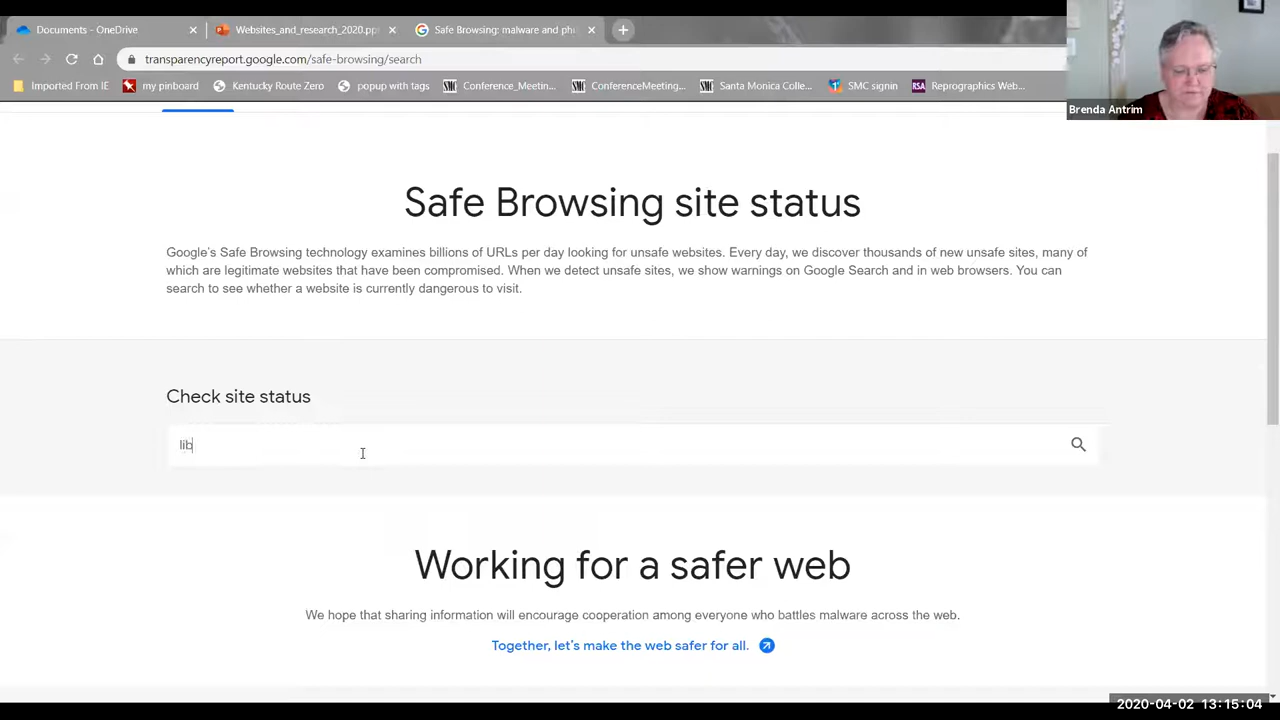 Documents - OneDrive
Websites_and_research_2020.pp
Safe Browsing: malware and phi
transparencyreport.google.com/safe-browsing/search
Imported From IE
my pinboard
Kentucky Route Zero
popup with tags
Conference_Meetin...
ConferenceMeeting...
Santa Monica Colle...
SMC signin
RSA
Reprographics Web...
Brenda Antrim
Safe Browsing site status
Google's Safe Browsing technology examines billions of URLs per day looking for unsafe websites. Every day, we discover thousands of new unsafe sites, many of
which are legitimate websites that have been compromised. When we detect unsafe sites, we show warnings on Google Search and in web browsers. You can
search to see whether a website is currently dangerous to visit.
Check site status
lib
Working for a safer web
We hope that sharing information will encourage cooperation among everyone who battles malware across the web.
Together, let's make the web safer for all.
2020-04-02 13:15:04